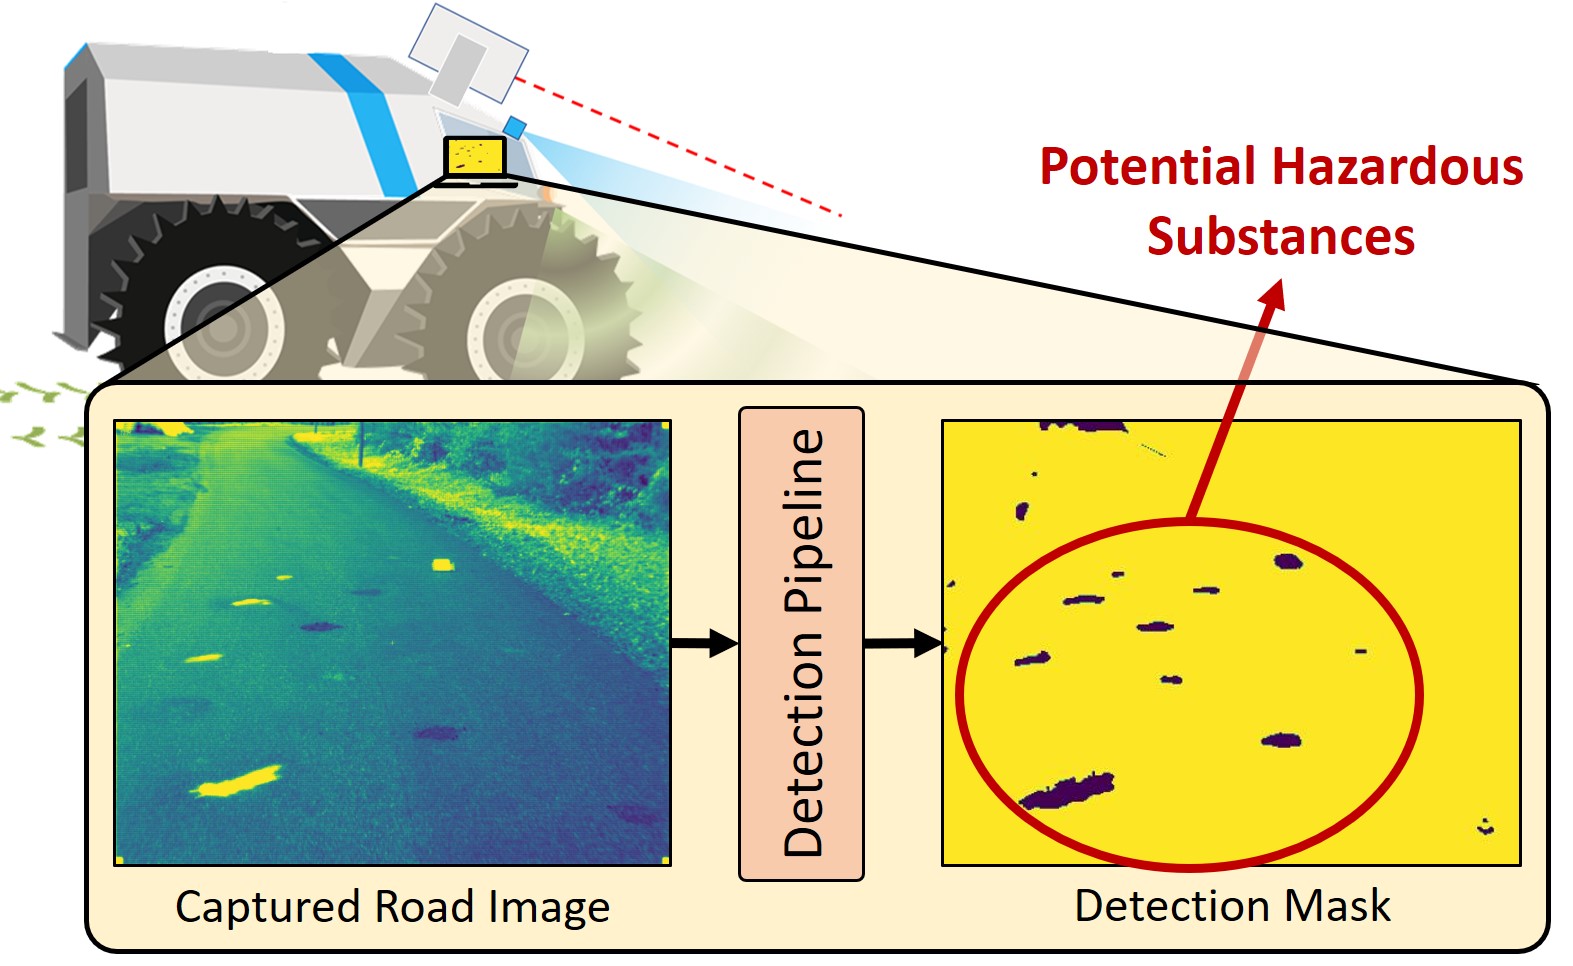 Potential Hazardous
Substances
Detection Pipeline
Captured Road Image
Detection Mask